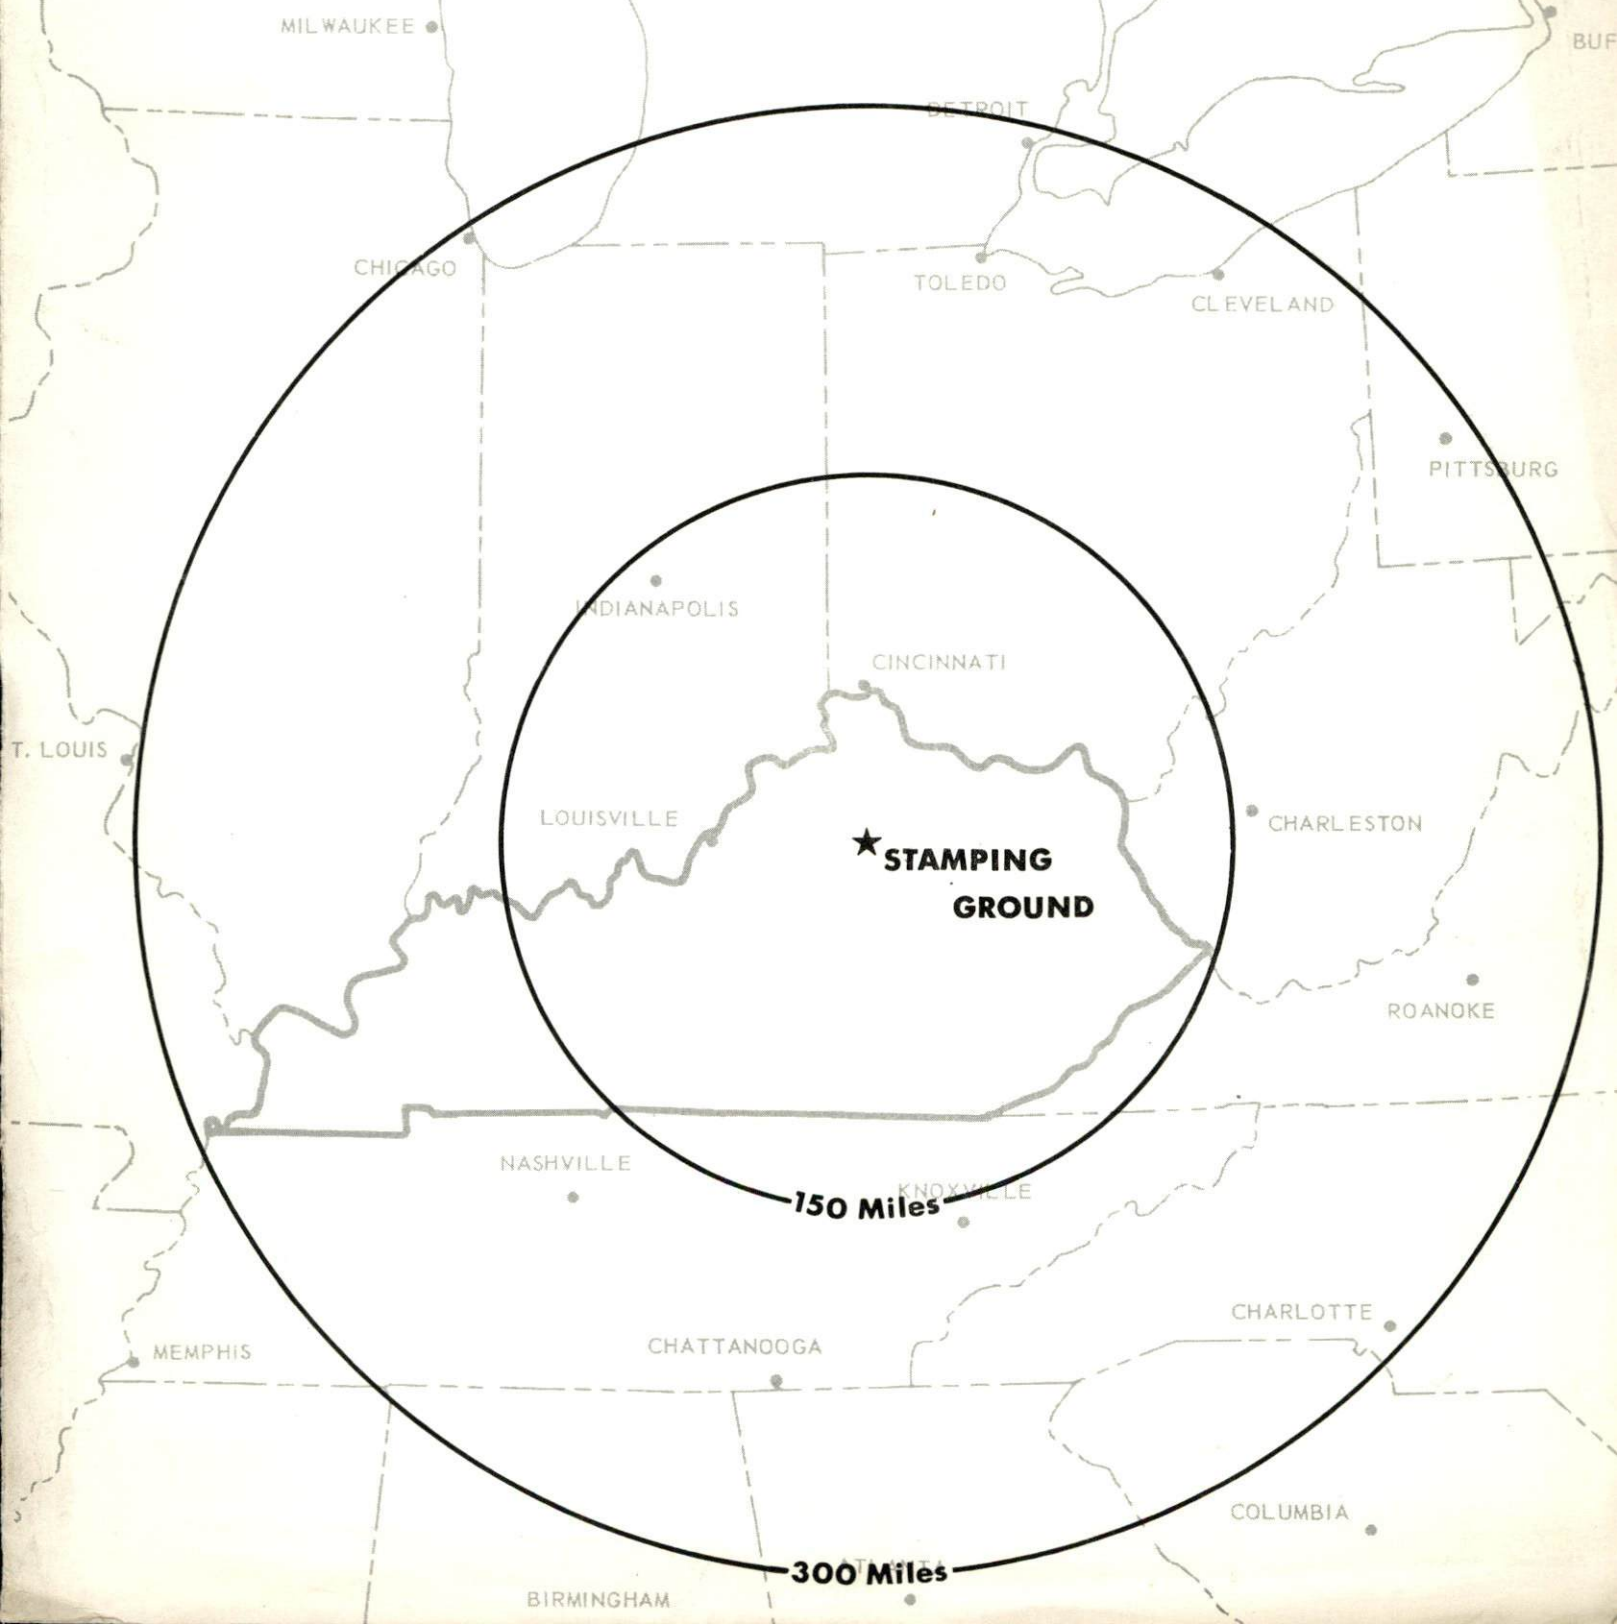 MILWAUKEE
BUF
DETROIT
CHICAGO
TOLEDO
CLEVELAND
PITTSBURG
INDIANAPOLIS
CINCINNATI
T. LOUIS
LOUISVILLE
CHARLESTON
STAMPING
GROUND
ROANOKE
NASHVILLE
KNOXVILLE
150 Miles
CHARLOTTE
CHATTANOOGA
MEMPHIS
COLUMBIA
ATLANTA
300 Miles
BIRMINGHAM